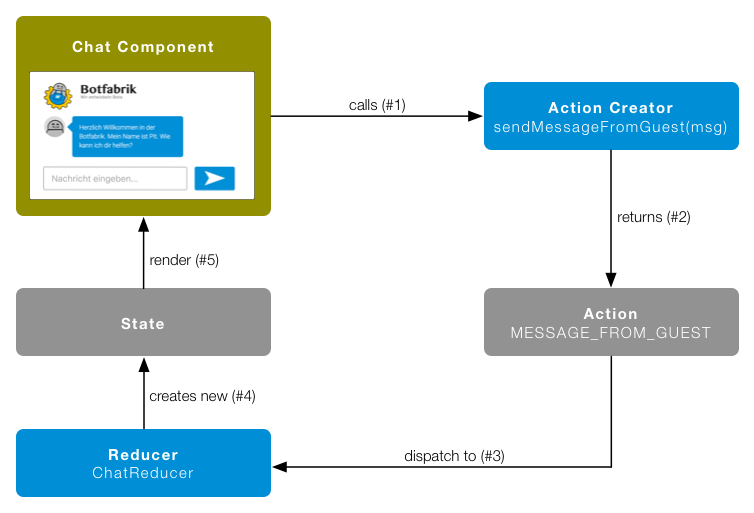 Chat Component
Botfabrik
Wir entwickeln Bots
Herzlich Willkommen in der
Botfabrik. Mein Name ist Pit. Wie
kann ich dir helfen?
Nachricht eingeben...
calls (#1)
Action Creator
sendMessageFromGuest(msg)
returns (#2)
render (#5)
State
Action
MESSAGE_FROM_GUEST
creates new (#4)
Reducer
ChatReducer
dispatch to (#3)